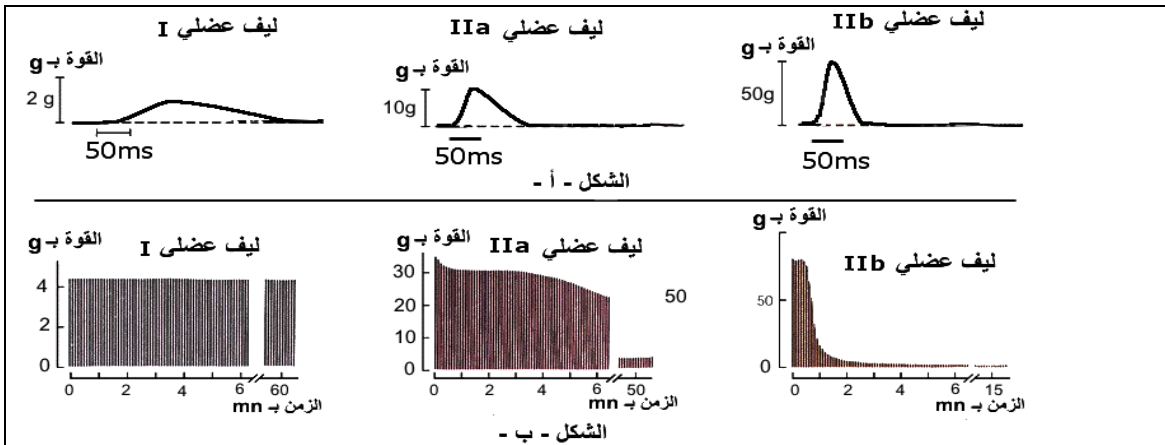 ليف عضلي I
القوة بـ g
2 g
50ms
ليف عضلي IIa
القوة بـ g
10g
50ms
ليف عضلي IIb
القوة بـ g
50g
50ms
الشكل - أ -
ليف عضلي I
القوة بـ g
4
2
0
0 2 4 6 60
الزمن بـ mn
ليف عضلي IIa
القوة بـ g
30
20
10
0
50
0 2 4 6 50
الزمن بـ mn
ليف عضلي IIb
القوة بـ g
50
0
0 2 4 6 15
الزمن بـ mn
الشكل - ب -